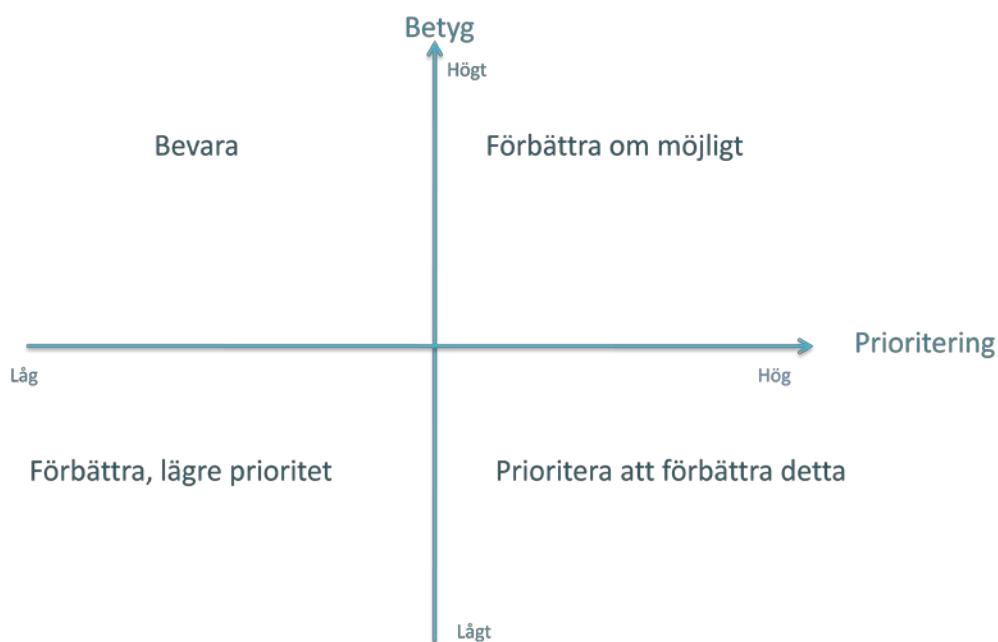 Betyg
Högt
Bevara
Förbättra om möjligt
Prioritering
Låg
Hög
Förbättra, lägre prioritet
Prioritera att förbättra detta
Lågt